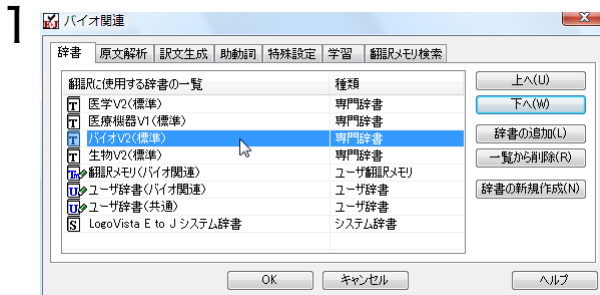 1
バイオ関連
辞書 原文解析 訳文生成 助動詞 特殊設定 学習 翻訳メモリ検索
翻訳に使用する辞書の一覧 種類
医学V2(標準) 専門辞書
医療機器V1(標準) 専門辞書
バイオV2(標準) 専門辞書
生物V2(標準) 専門辞書
翻訳メモリ(バイオ関連) ユーザ翻訳メモリ
ユーザ辞書(バイオ関連) ユーザ辞書
ユーザ辞書(共通) ユーザ辞書
LogoVista E to J システム辞書 システム辞書
上へ(U)
下へ(W)
辞書の追加(L)
一覧から削除(R)
辞書の新規作成(N)
OK キャンセル ヘルプ